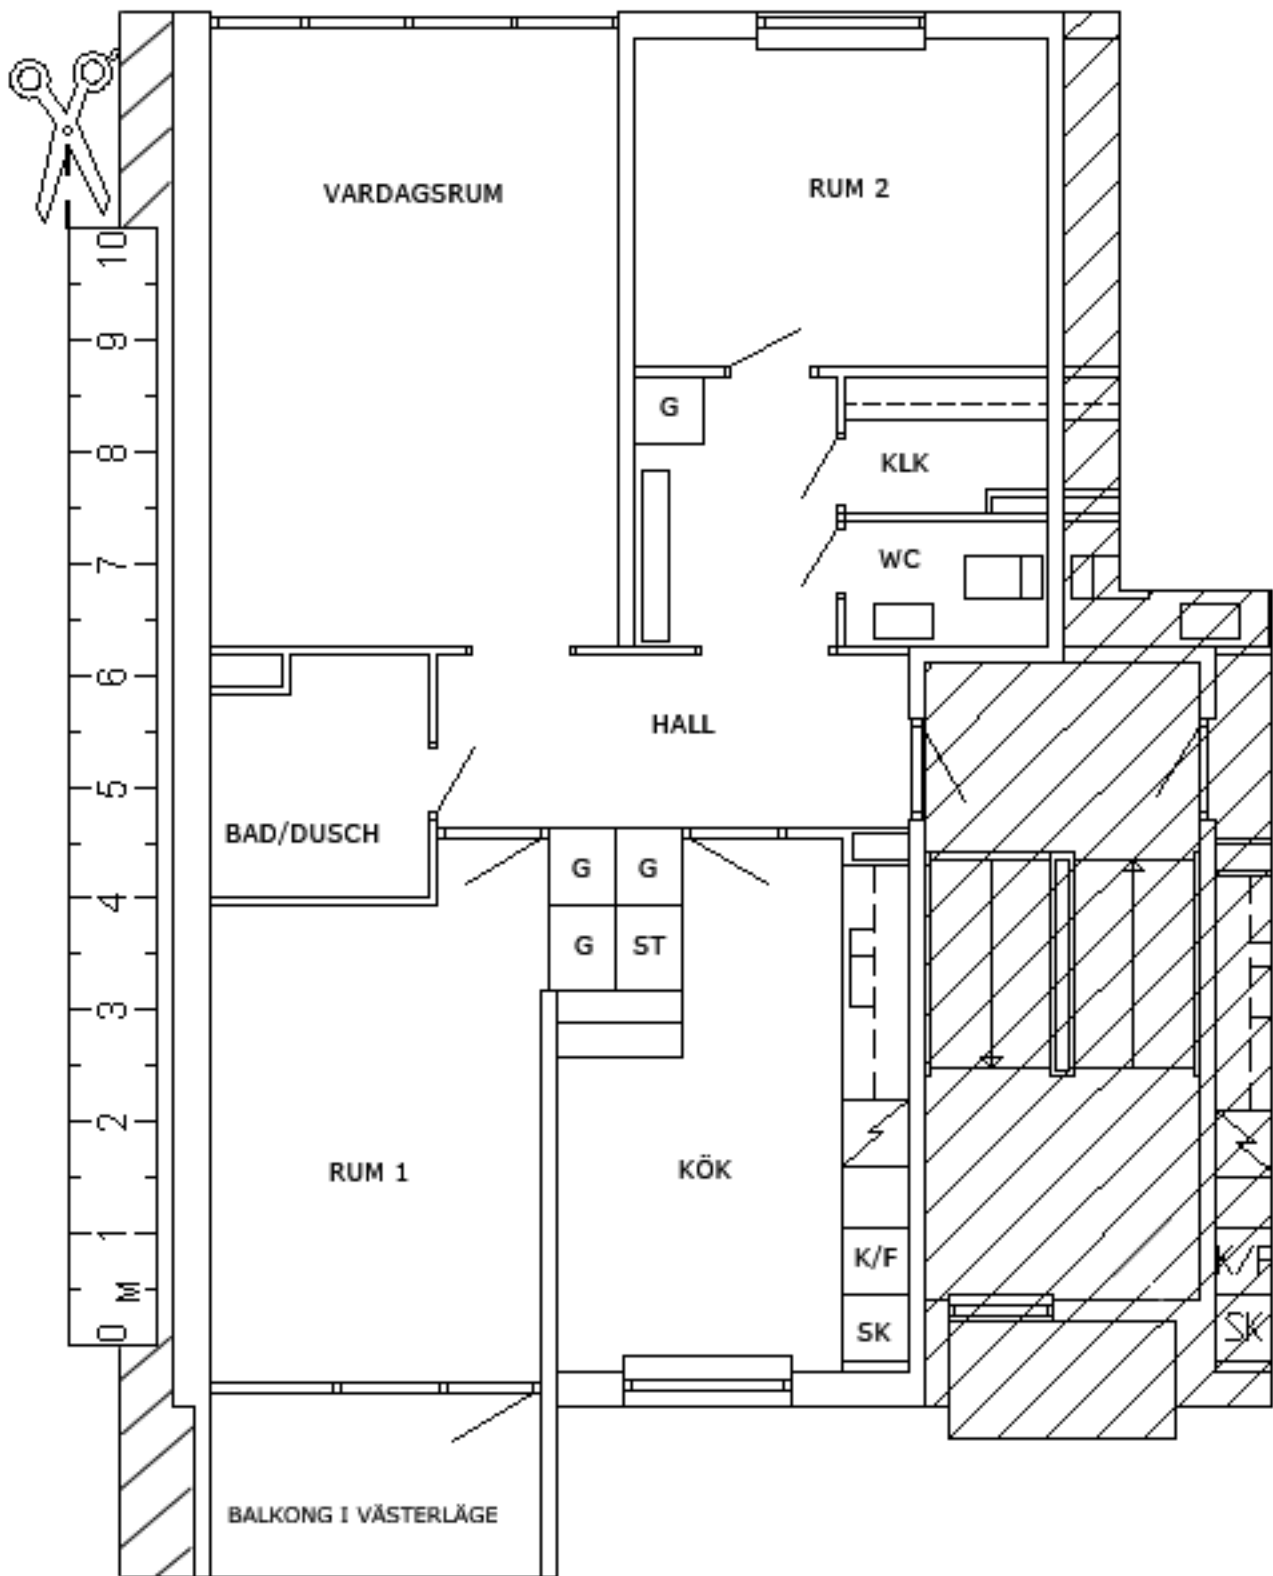 VARDAGSRUM
RUM 2
10
9
G
8
KLK
7
WC
6
HALL
5
BAD/DUSCH
G G
4
G ST
3
2
RUM 1
KÖK
1
K/F
K/F
M
0
SK
SK
BALKONG I VÄSTERLÄGE